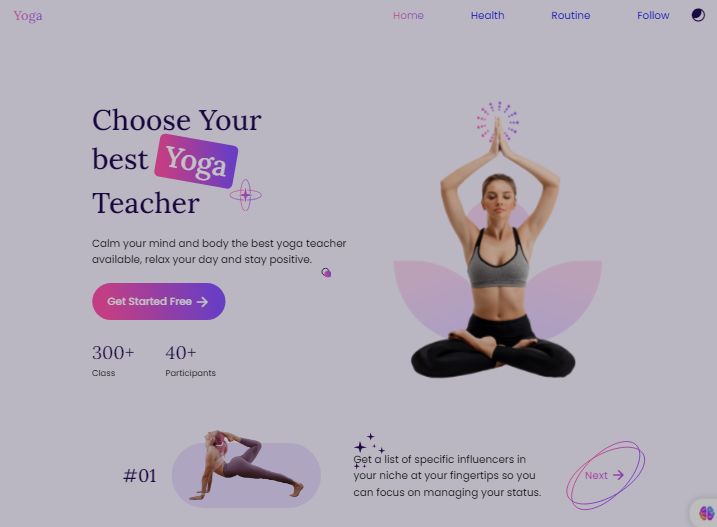 Yoga
Home Health Routine Follow
Choose Your
best Yoga
Teacher
Calm your mind and body the best yoga teacher
available, relax your day and stay positive.
Get Started Free
300+ 40+
Class Participants
#01
Get a list of specific influencers in
your niche at your fingertips so you
can focus on managing your status.
Next